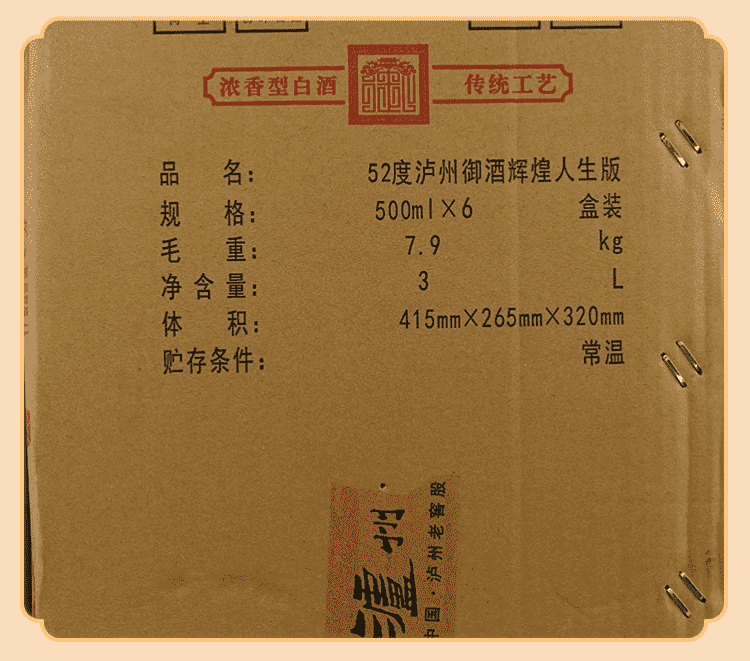 浓香型白酒
传统工艺
品 名: 52度泸州御酒辉煌人生版
规 格: 500ml×6 盒装
毛 重: 7.9 kg
净含量: 3 L
体 积: 415mm×265mm×320mm
贮存条件: 常温
瀘州
中国·泸州老窖股